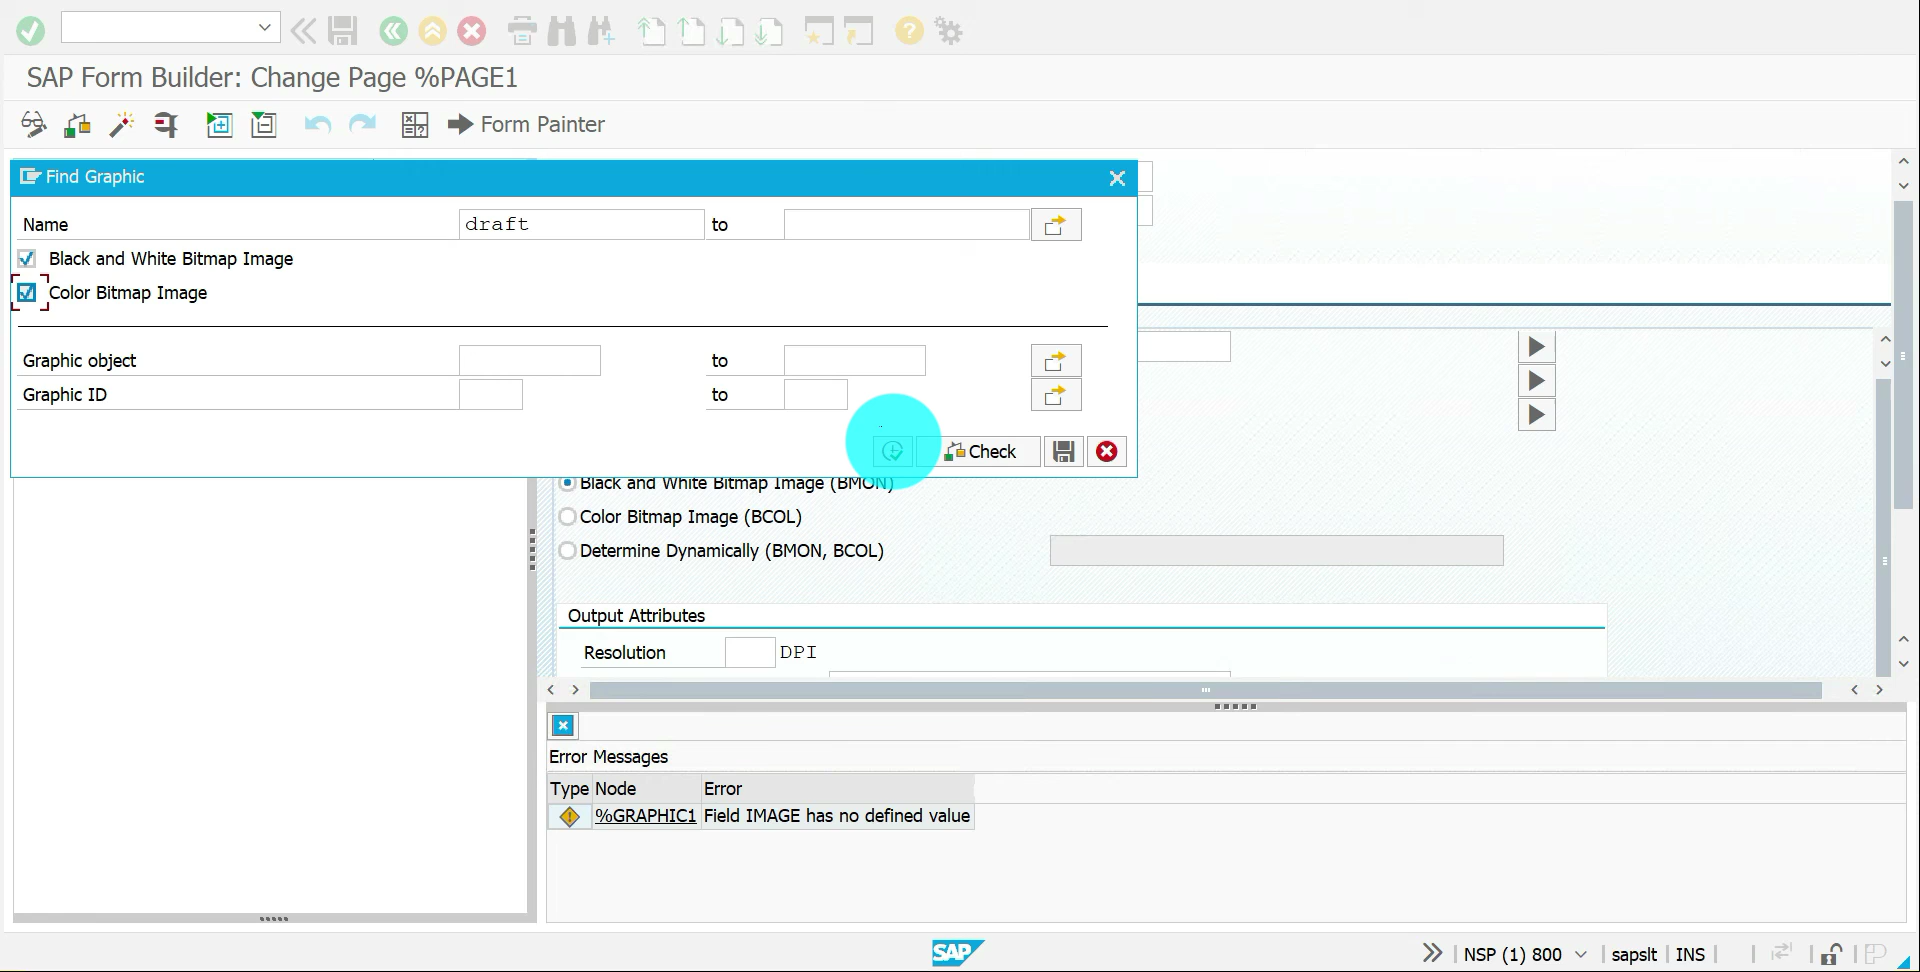 SAP Form Builder: Change Page %PAGE1
Form Painter
Find Graphic
Name draft to
Black and White Bitmap Image
Color Bitmap Image
Graphic object to
Graphic ID to
Check
Black and White Bitmap Image (BMON)
Color Bitmap Image (BCOL)
Determine Dynamically (BMON, BCOL)
Output Attributes
Resolution DPI
Error Messages
Type Node Error
%GRAPHIC1 Field IMAGE has no defined value
SAP NSP (1) 800 sapslt INS